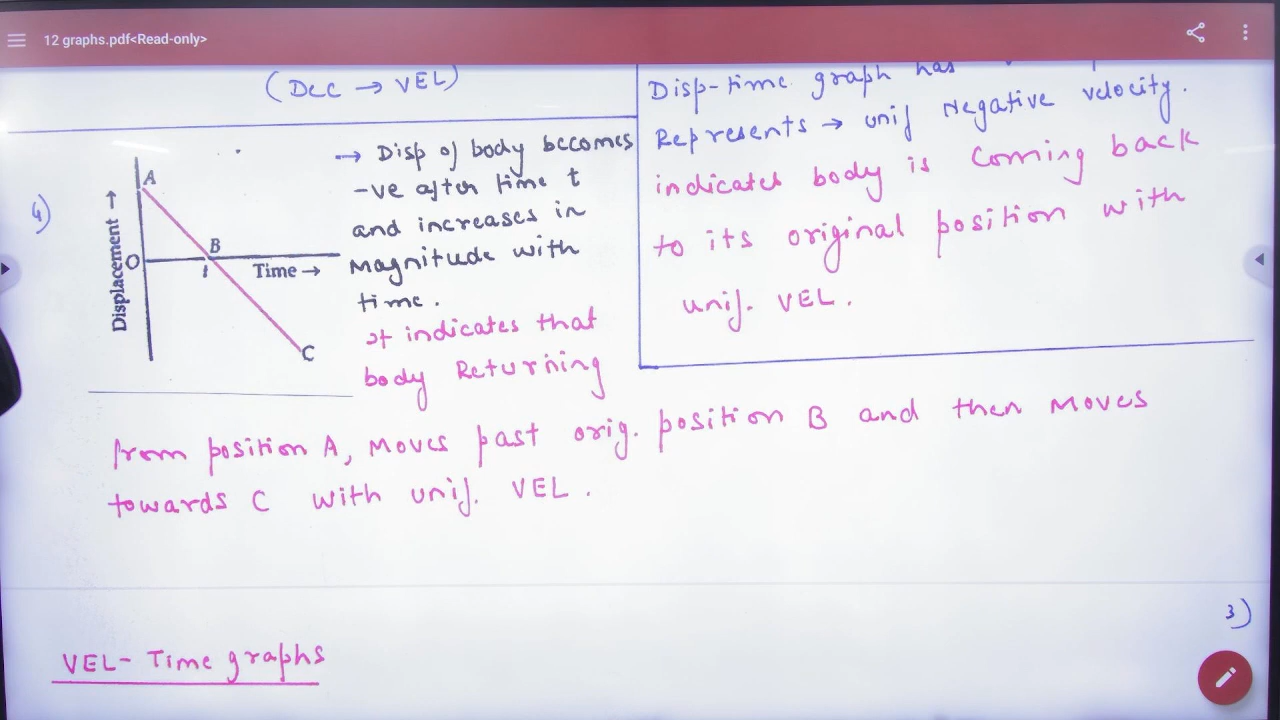 12 graphs.pdf<Read-only>
(Dec → VEL)
Disp-time graph has
Represents → unif Negative velocity.
indicates body is Coming back
to its original position with
unif. VEL.
4)
Displacement →
A
O
B
t
Time →
C
→ Disp of body becomes
-ve after time t
and increases in
Magnitude with
time.
It indicates that
body Returning
from position A, moves past orig. position B and then moves
towards C with unif. VEL.
3)
VEL- Time graphs